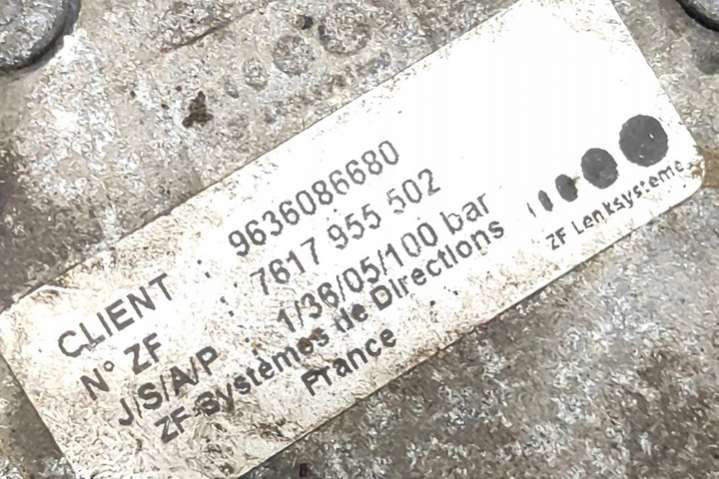 CLIENT : 9636086680
N° ZF : 7617 955 502
J/S/A/P : 1/36/05/100 bar
ZF-Systèmes de Directions
France
ZF Lenksysteme